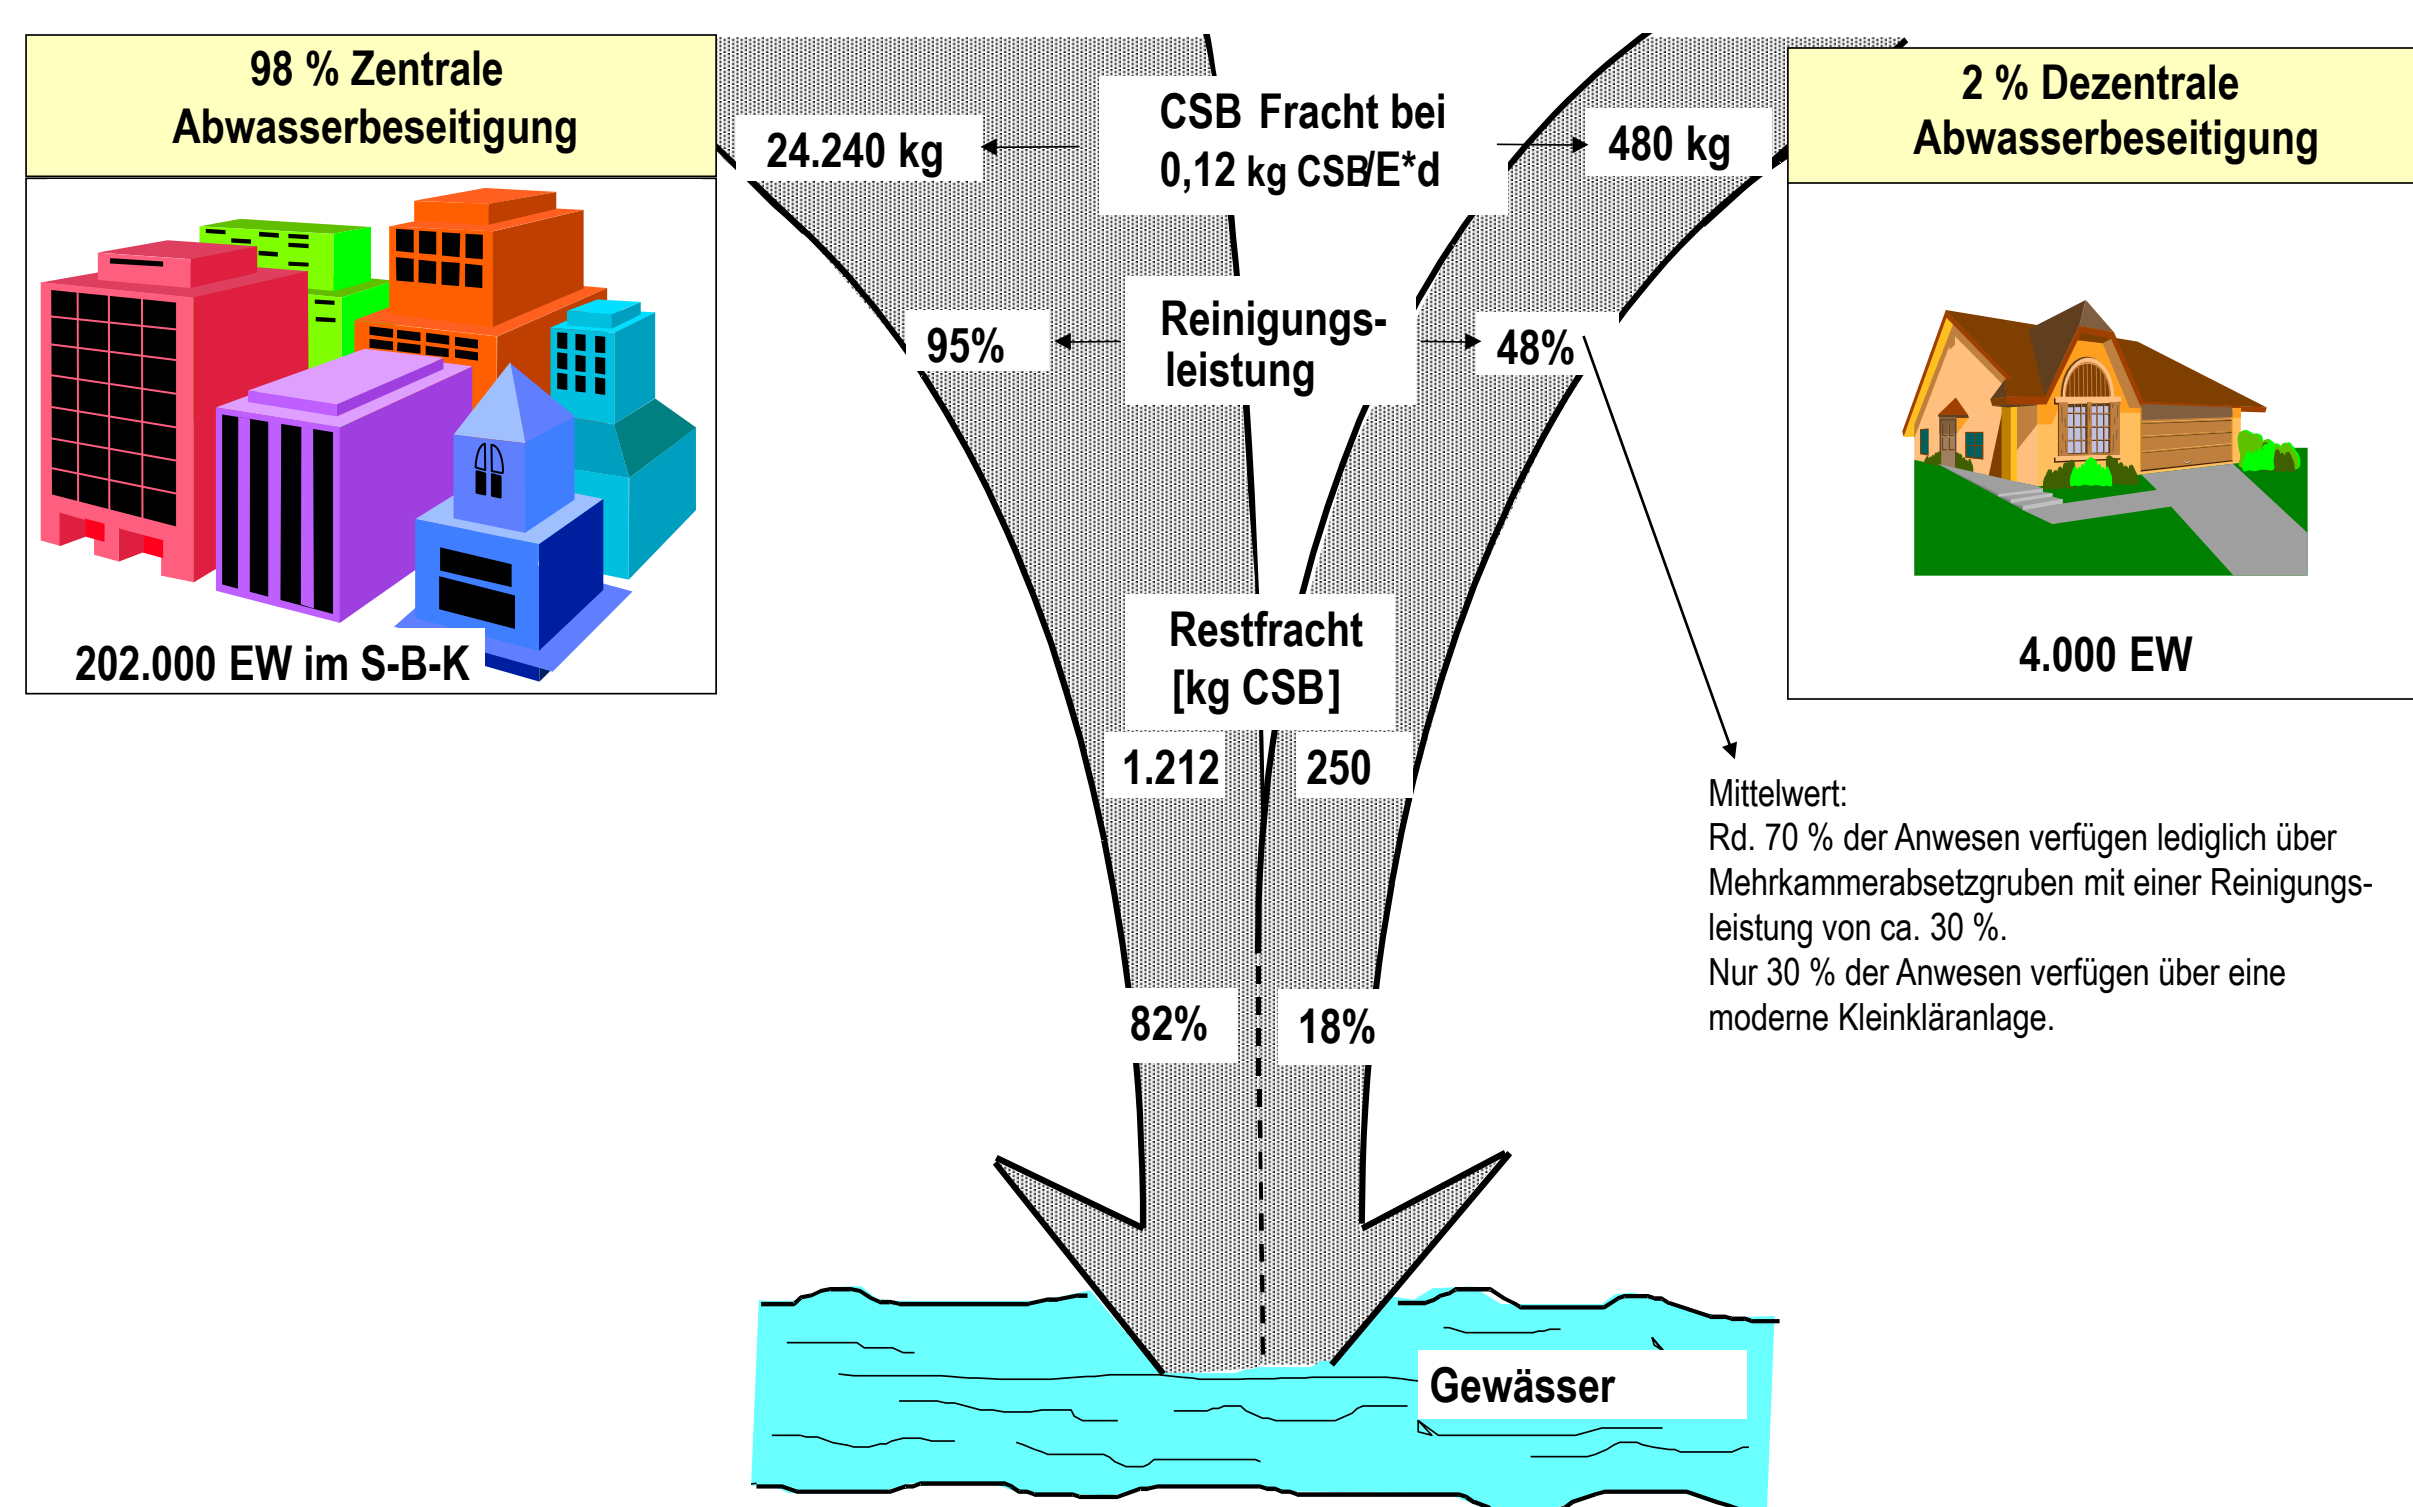 98 % Zentrale
Abwasserbeseitigung
202.000 EW im S-B-K
CSB Fracht bei
0,12 kg CSB/E*d
24.240 kg
480 kg
Reinigungs-
leistung
95%
48%
Restfracht
[kg CSB]
1.212
250
82%
18%
2 % Dezentrale
Abwasserbeseitigung
4.000 EW
Mittelwert:
Rd. 70 % der Anwesen verfügen lediglich über
Mehrkammerabsetzgruben mit einer Reinigungs-
leistung von ca. 30 %.
Nur 30 % der Anwesen verfügen über eine
moderne Kleinkläranlage.
Gewässer